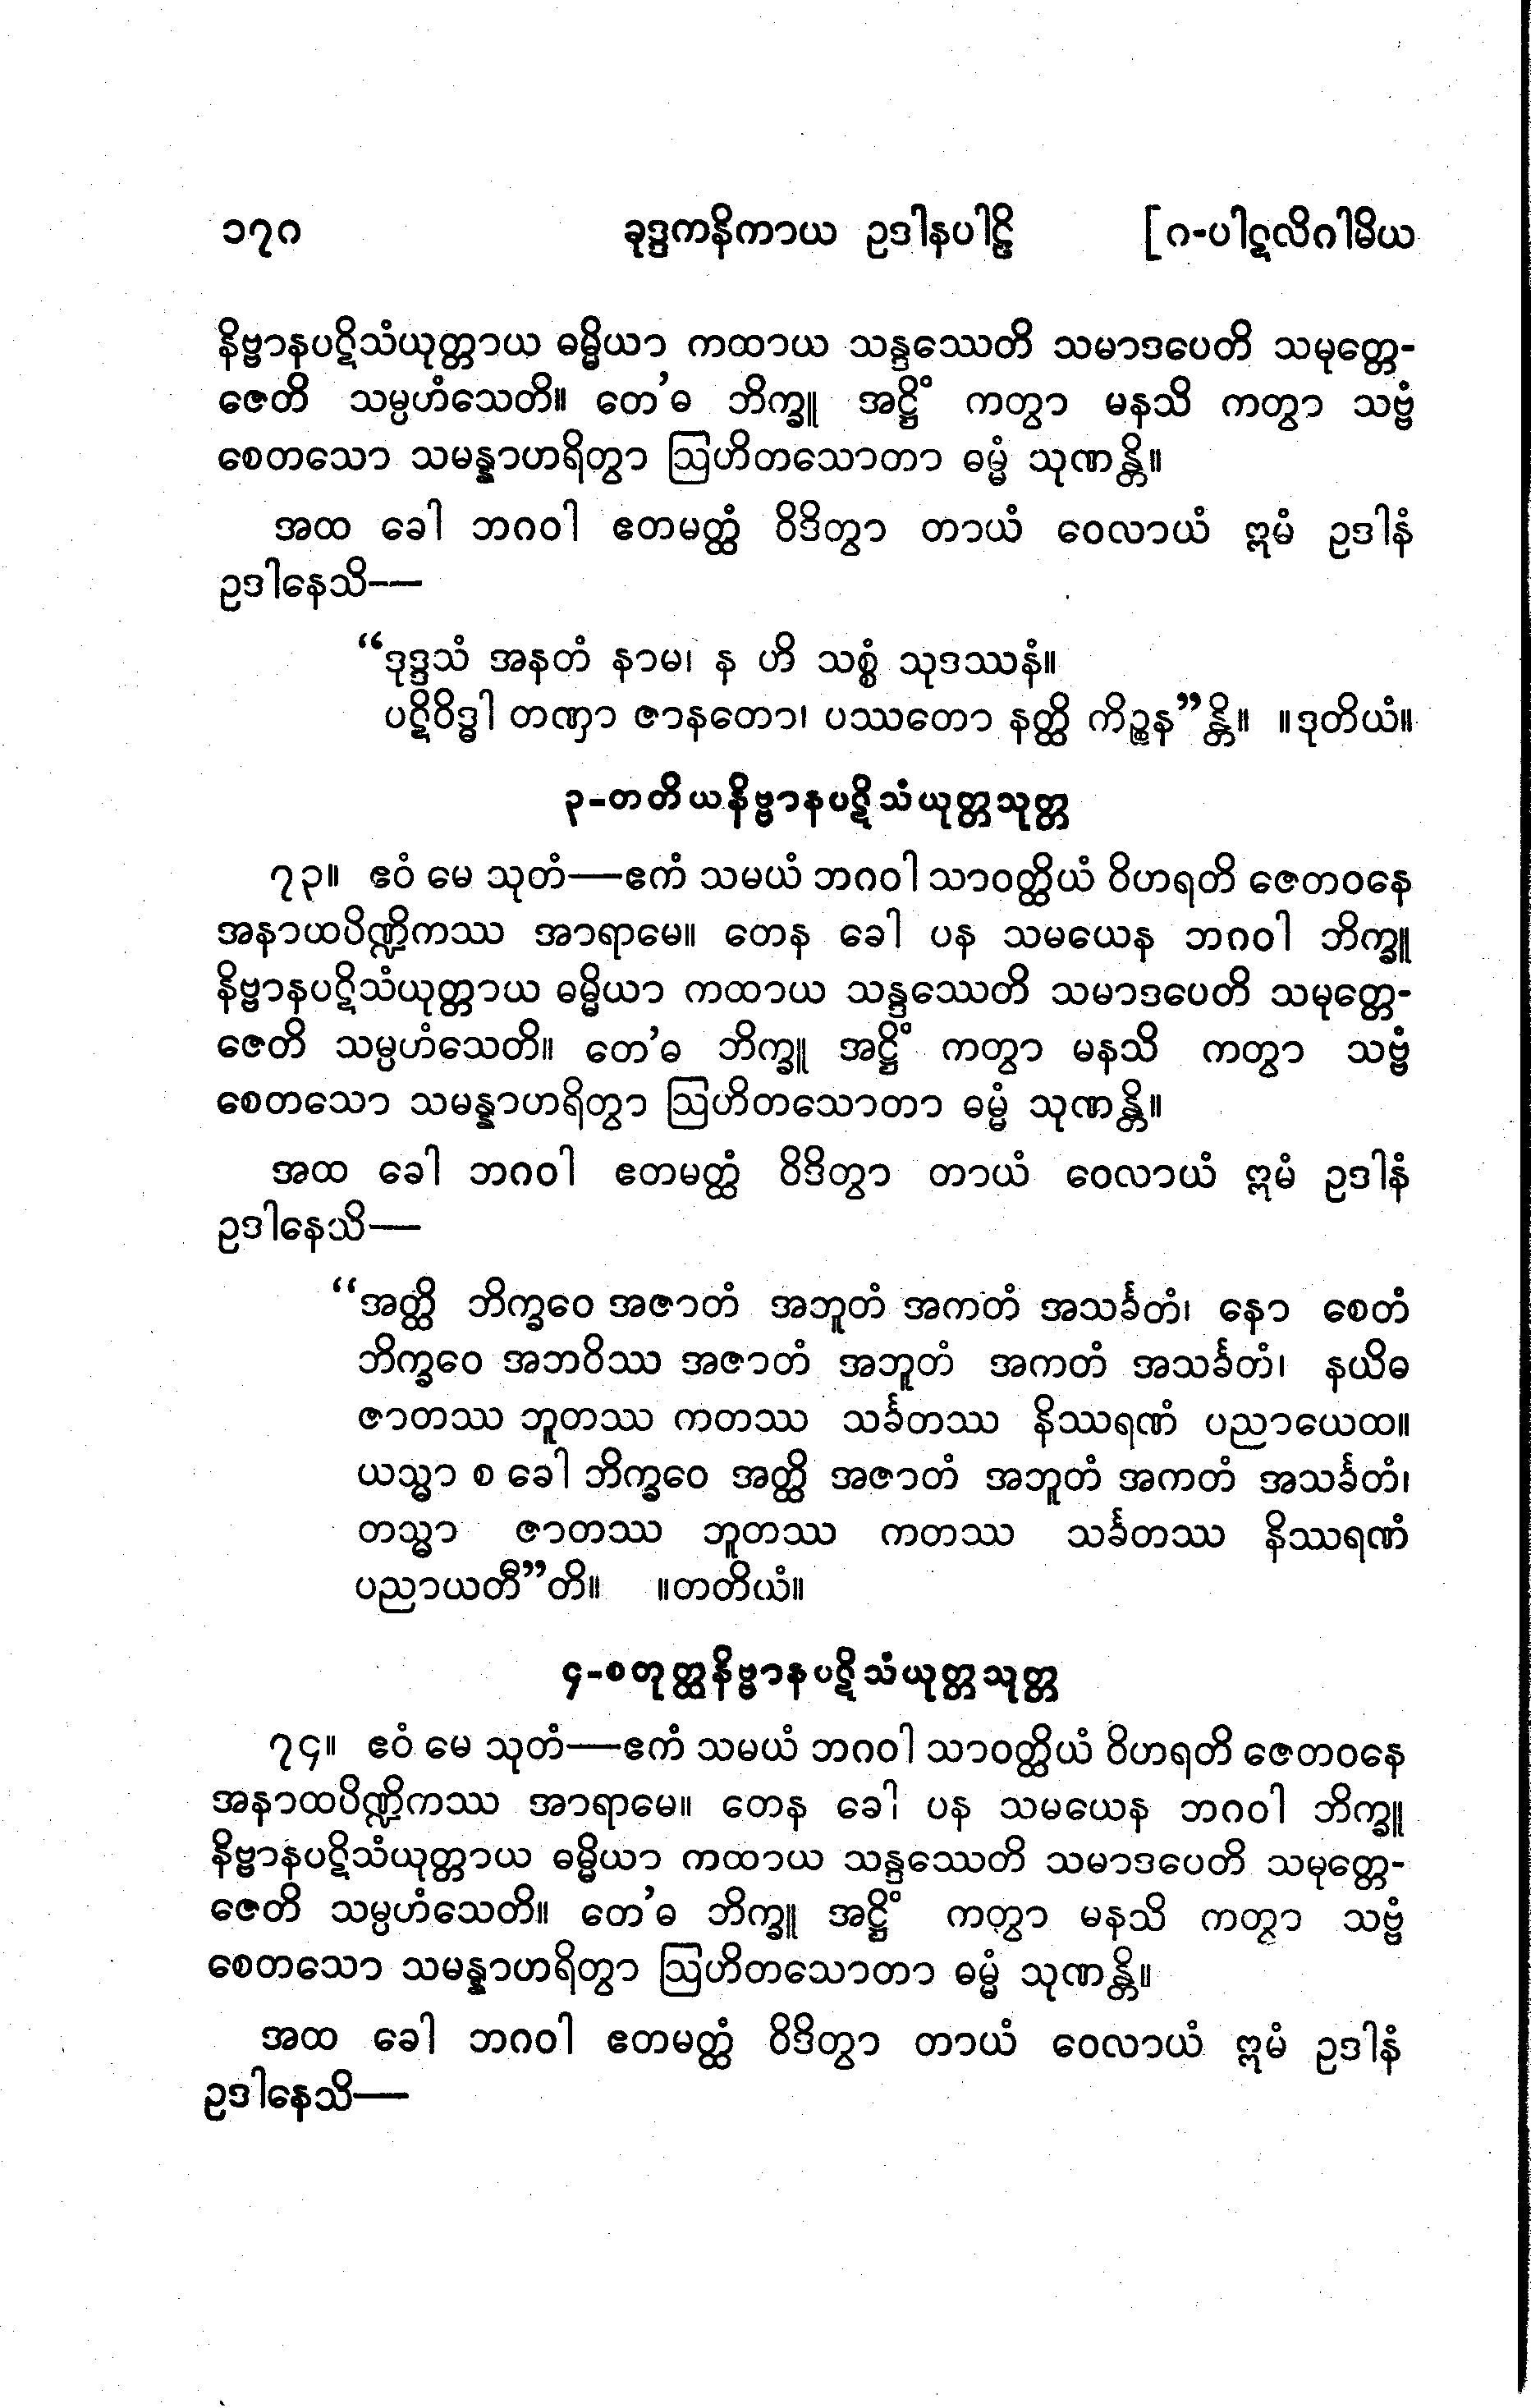 ၁၇၈ ခုဒ္ဒကနိကာယ ဥဒါနပါဠိ [၈-ပါဋလိဂါမိယ
နိဗ္ဗာနပဋိသံယုတ္တာယ ဓမ္မိယာ ကထာယ သန္ဒဿေတိ သမာဒပေတိ သမုတ္တေ-
ဇေတိ သမ္ပဟံသေတိ။ တေ’ဓ ဘိက္ခူ အဋ္ဌိံ ကတွာ မနသိ ကတွာ သဗ္ဗံ
စေတသော သမန္နာဟရိတွာ ဩဟိတသောတာ ဓမ္မံ သုဏန္တိ။
အထ ခေါ ဘဂဝါ ဧတမတ္ထံ ဝိဒိတွာ တာယံ ဝေလာယံ ဣမံ ဥဒါနံ
ဥဒါနေသိ—
“ဒုဒ္ဒသံ အနတံ နာမ၊ န ဟိ သစ္စံ သုဒဿနံ။
ပဋိဝိဒ္ဓါ တဏှာ ဇာနတော၊ ပဿတော နတ္ထိ ကိဉ္စန”န္တိ။ ။ဒုတိယံ။
၃-တတိယနိဗ္ဗာနပဋိသံယုတ္တသုတ္တ
၇၃။ ဧဝံ မေ သုတံ—ဧကံ သမယံ ဘဂဝါ သာဝတ္ထိယံ ဝိဟရတိ ဇေတဝနေ
အနာထပိဏ္ဍိကဿ အာရာမေ။ တေန ခေါ ပန သမယေန ဘဂဝါ ဘိက္ခူ
နိဗ္ဗာနပဋိသံယုတ္တာယ ဓမ္မိယာ ကထာယ သန္ဒဿေတိ သမာဒပေတိ သမုတ္တေ-
ဇေတိ သမ္ပဟံသေတိ။ တေ’ဓ ဘိက္ခူ အဋ္ဌိံ ကတွာ မနသိ ကတွာ သဗ္ဗံ
စေတသော သမန္နာဟရိတွာ ဩဟိတသောတာ ဓမ္မံ သုဏန္တိ။
အထ ခေါ ဘဂဝါ ဧတမတ္ထံ ဝိဒိတွာ တာယံ ဝေလာယံ ဣမံ ဥဒါနံ
ဥဒါနေသိ—
“အတ္ထိ ဘိက္ခဝေ အဇာတံ အဘူတံ အကတံ အသင်္ခတံ၊ နော စေတံ
ဘိက္ခဝေ အဘဝိဿ အဇာတံ အဘူတံ အကတံ အသင်္ခတံ၊ နယိဓ
ဇာတဿ ဘူတဿ ကတဿ သင်္ခတဿ နိဿရဏံ ပညာယေထ။
ယသ္မာ စ ခေါ ဘိက္ခဝေ အတ္ထိ အဇာတံ အဘူတံ အကတံ အသင်္ခတံ၊
တသ္မာ ဇာတဿ ဘူတဿ ကတဿ သင်္ခတဿ နိဿရဏံ
ပညာယတီ”တိ။ ။တတိယံ။
၄-စတုတ္ထနိဗ္ဗာနပဋိသံယုတ္တသုတ္တ
၇၄။ ဧဝံ မေ သုတံ—ဧကံ သမယံ ဘဂဝါ သာဝတ္ထိယံ ဝိဟရတိ ဇေတဝနေ
အနာထပိဏ္ဍိကဿ အာရာမေ။ တေန ခေါ ပန သမယေန ဘဂဝါ ဘိက္ခူ
နိဗ္ဗာနပဋိသံယုတ္တာယ ဓမ္မိယာ ကထာယ သန္ဒဿေတိ သမာဒပေတိ သမုတ္တေ-
ဇေတိ သမ္ပဟံသေတိ။ တေ’ဓ ဘိက္ခူ အဋ္ဌိံ ကတွာ မနသိ ကတွာ သဗ္ဗံ
စေတသော သမန္နာဟရိတွာ ဩဟိတသောတာ ဓမ္မံ သုဏန္တိ။
အထ ခေါ ဘဂဝါ ဧတမတ္ထံ ဝိဒိတွာ တာယံ ဝေလာယံ ဣမံ ဥဒါနံ
ဥဒါနေသိ—